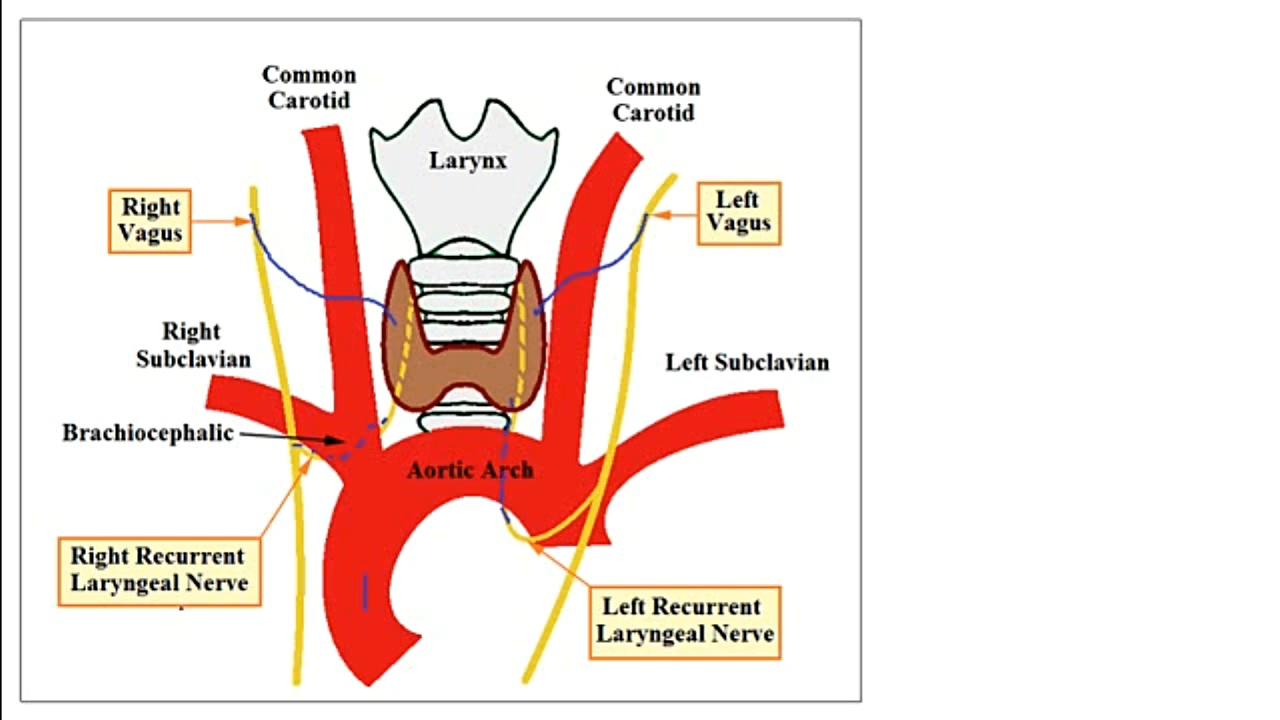 Common
Carotid
Common
Carotid
Larynx
Right
Vagus
Left
Vagus
Right
Subclavian
Left Subclavian
Brachiocephalic
Aortic Arch
Right Recurrent
Laryngeal Nerve
Left Recurrent
Laryngeal Nerve